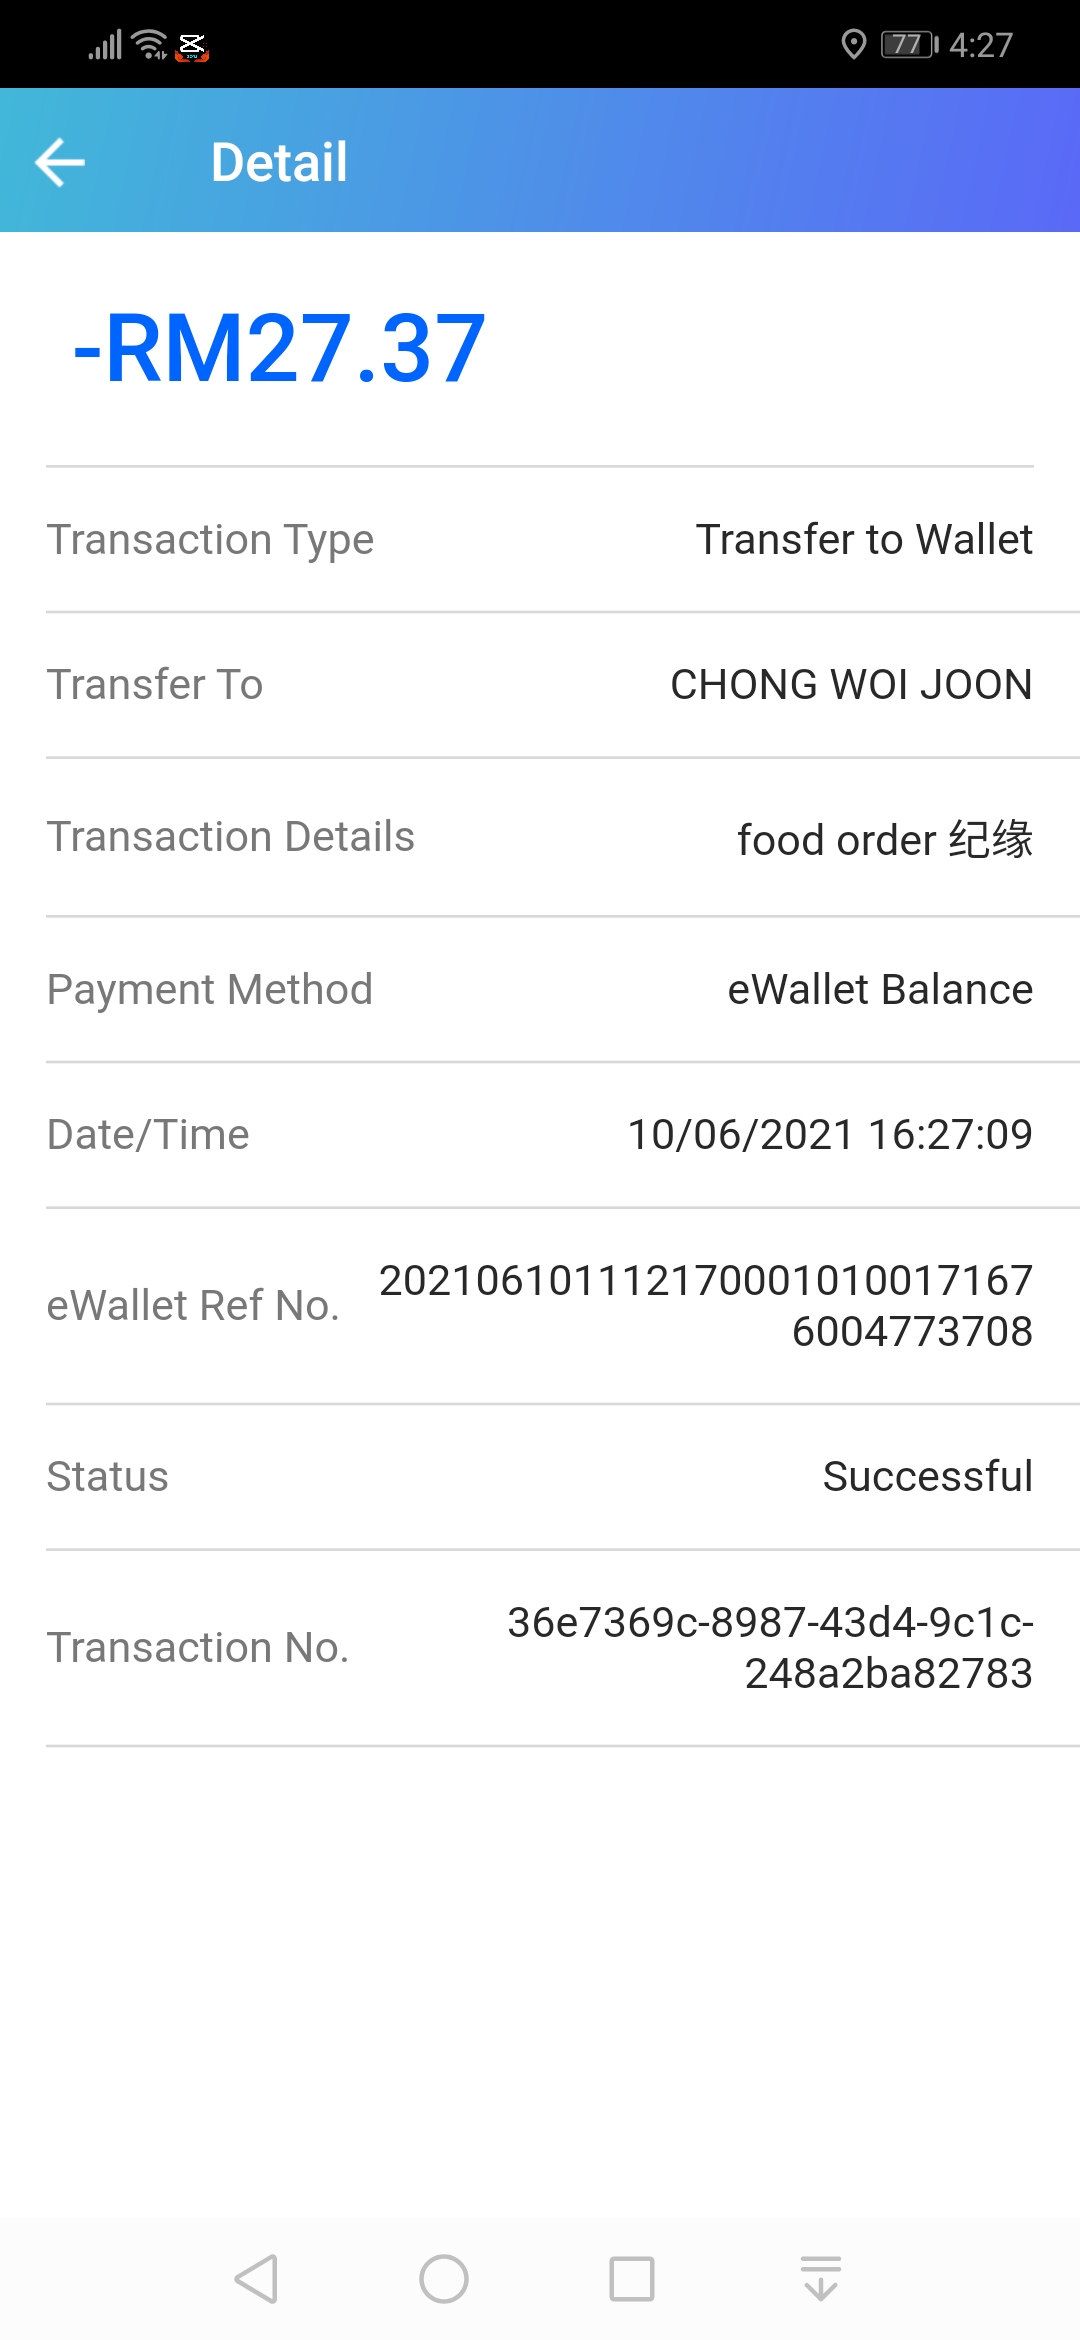 77 4:27
Detail
-RM27.37
Transaction Type Transfer to Wallet
Transfer To CHONG WOI JOON
Transaction Details food order 纪缘
Payment Method eWallet Balance
Date/Time 10/06/2021 16:27:09
eWallet Ref No. 202106101112170001010017167
6004773708
Status Successful
Transaction No. 36e7369c-8987-43d4-9c1c-
248a2ba82783